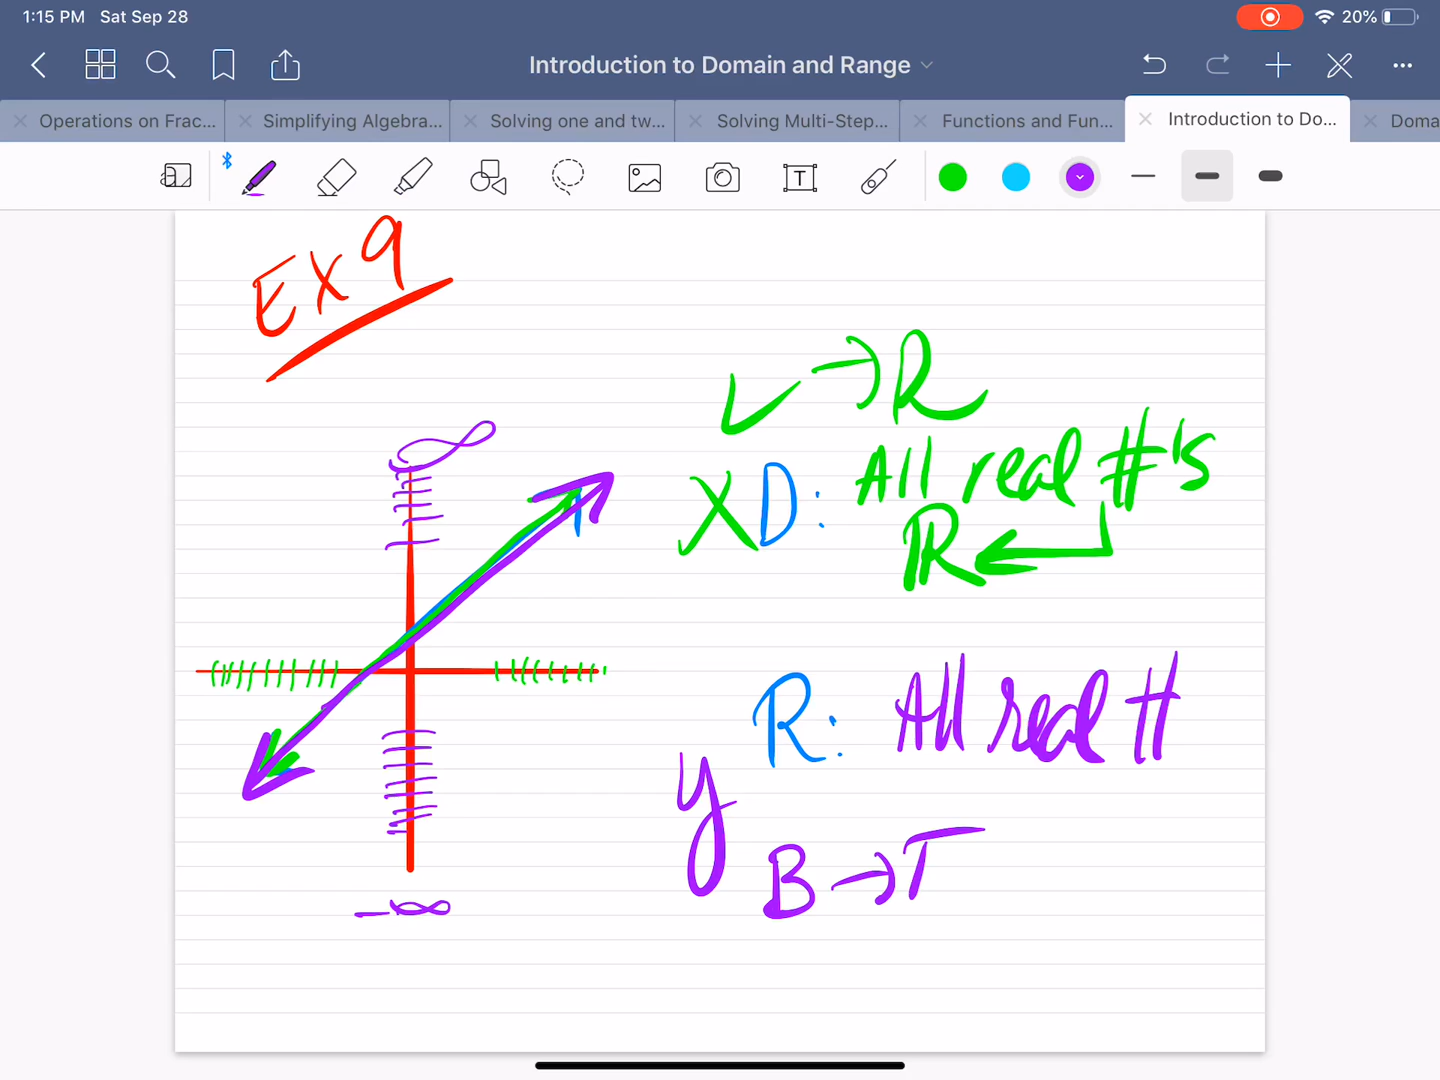 1:15 PM Sat Sep 28
20%
Introduction to Domain and Range
Operations on Frac...
Simplifying Algebra...
Solving one and tw...
Solving Multi-Step...
Functions and Fun...
Introduction to Do...
Doma
T
Ex 9
L → R
X D: All real #'s
ℝ
∞
R: All real #
y
B → T
-∞